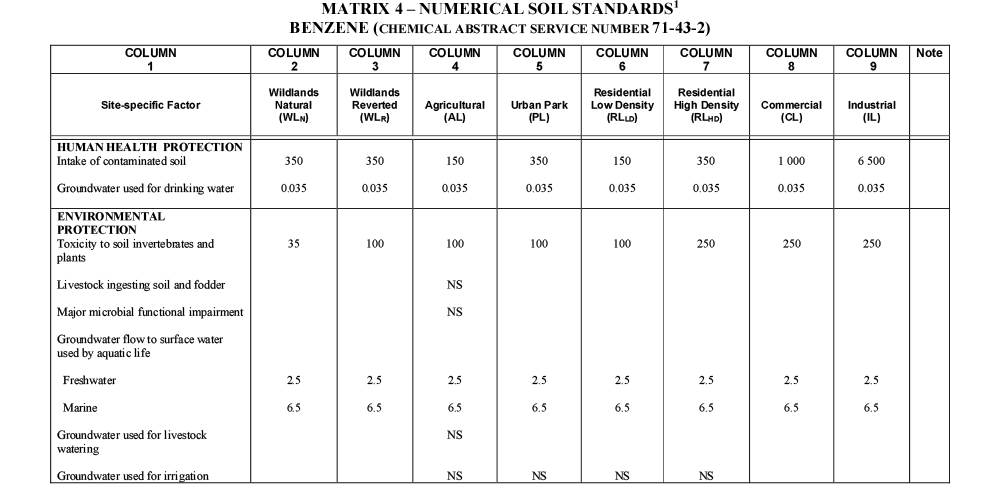 MATRIX 4 – NUMERICAL SOIL STANDARDS1
BENZENE (CHEMICAL ABSTRACT SERVICE NUMBER 71-43-2)
COLUMN 1 COLUMN 2 COLUMN 3 COLUMN 4 COLUMN 5 COLUMN 6 COLUMN 7 COLUMN 8 COLUMN 9 Note
Site-specific Factor Wildlands Natural (WLN) Wildlands Reverted (WLR) Agricultural (AL) Urban Park (PL) Residential Low Density (RLLD) Residential High Density (RLHD) Commercial (CL) Industrial (IL)
HUMAN HEALTH PROTECTION
Intake of contaminated soil 350 350 150 350 150 350 1 000 6 500
Groundwater used for drinking water 0.035 0.035 0.035 0.035 0.035 0.035 0.035 0.035
ENVIRONMENTAL
PROTECTION
Toxicity to soil invertebrates and 35 100 100 100 100 250 250 250
plants
Livestock ingesting soil and fodder NS
Major microbial functional impairment NS
Groundwater flow to surface water
used by aquatic life
Freshwater 2.5 2.5 2.5 2.5 2.5 2.5 2.5 2.5
Marine 6.5 6.5 6.5 6.5 6.5 6.5 6.5 6.5
Groundwater used for livestock NS
watering
Groundwater used for irrigation NS NS NS NS